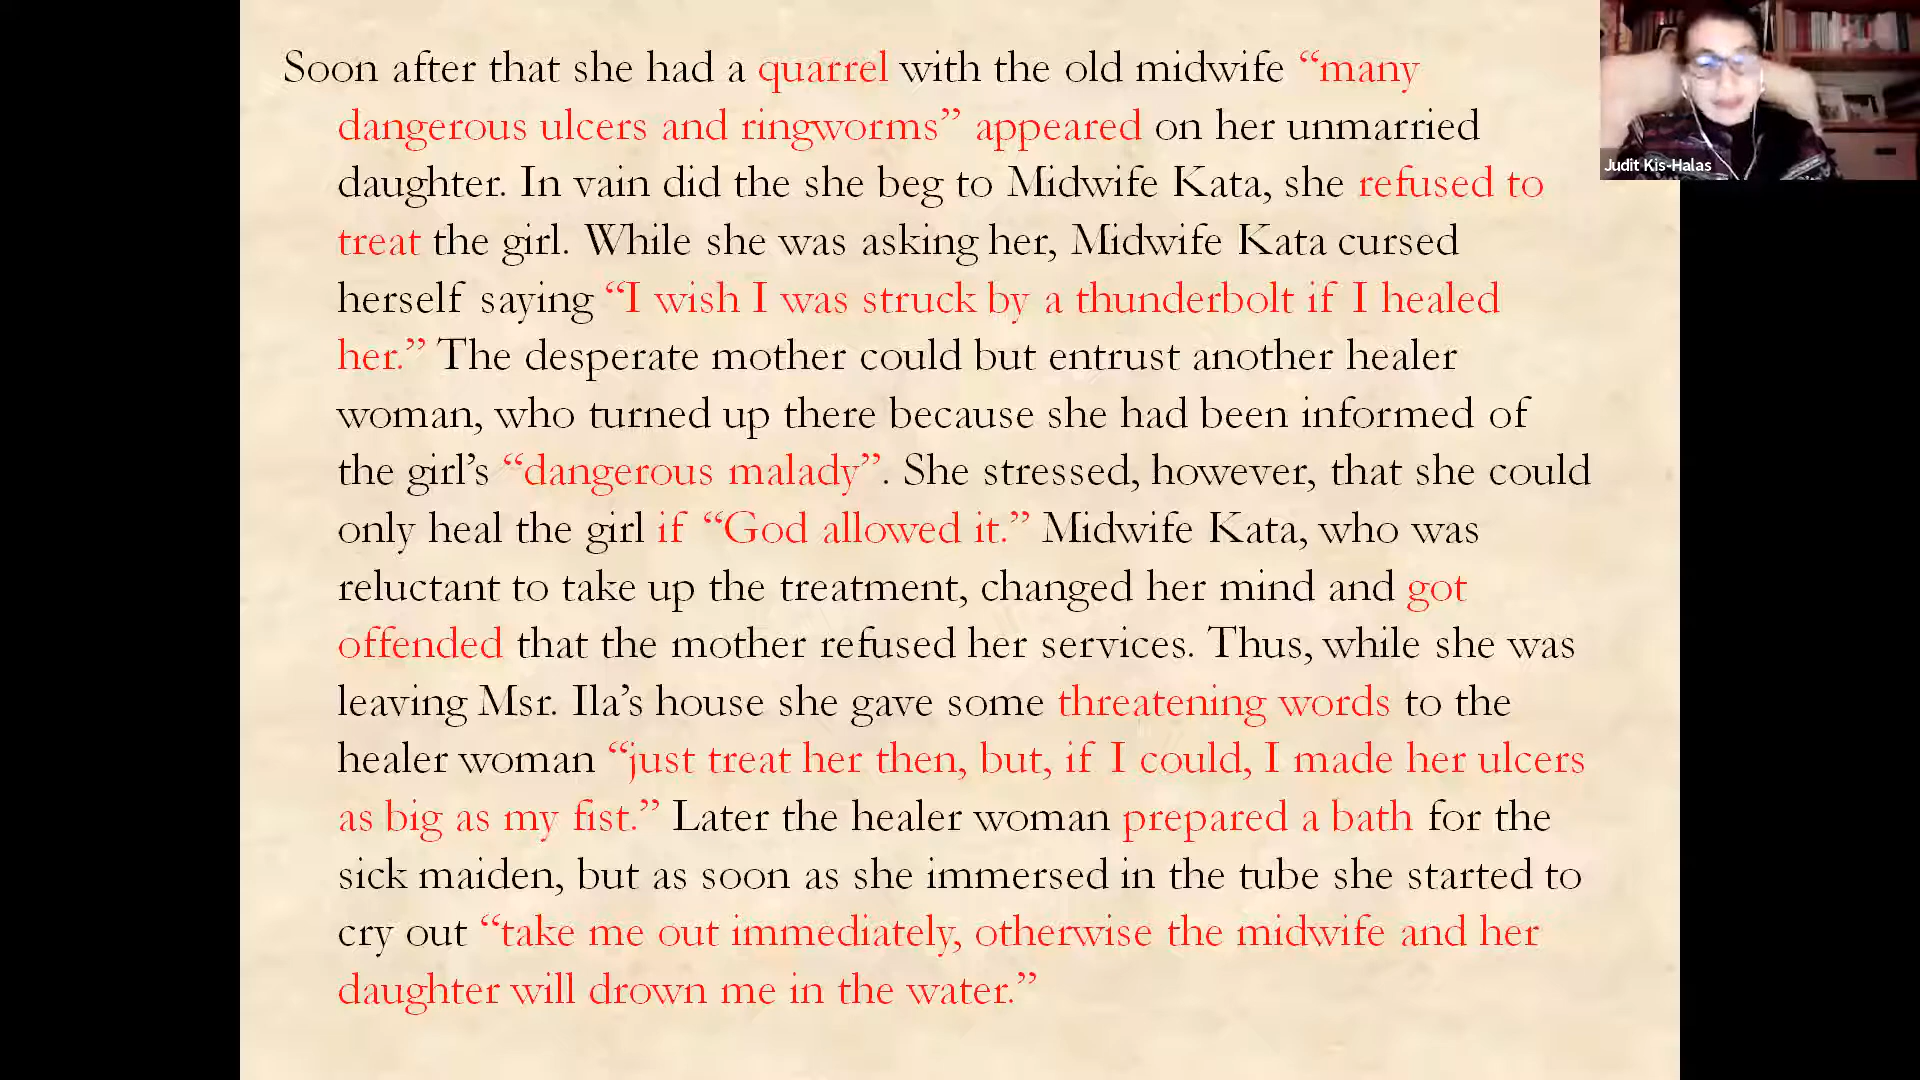 Soon after that she had a quarrel with the old midwife “many
dangerous ulcers and ringworms” appeared on her unmarried
daughter. In vain did the she beg to Midwife Kata, she refused to
treat the girl. While she was asking her, Midwife Kata cursed
herself saying “I wish I was struck by a thunderbolt if I healed
her.” The desperate mother could but entrust another healer
woman, who turned up there because she had been informed of
the girl’s “dangerous malady”. She stressed, however, that she could
only heal the girl if “God allowed it.” Midwife Kata, who was
reluctant to take up the treatment, changed her mind and got
offended that the mother refused her services. Thus, while she was
leaving Msr. Ila’s house she gave some threatening words to the
healer woman “just treat her then, but, if I could, I made her ulcers
as big as my fist.” Later the healer woman prepared a bath for the
sick maiden, but as soon as she immersed in the tube she started to
cry out “take me out immediately, otherwise the midwife and her
daughter will drown me in the water.”
Judit Kis-Halas